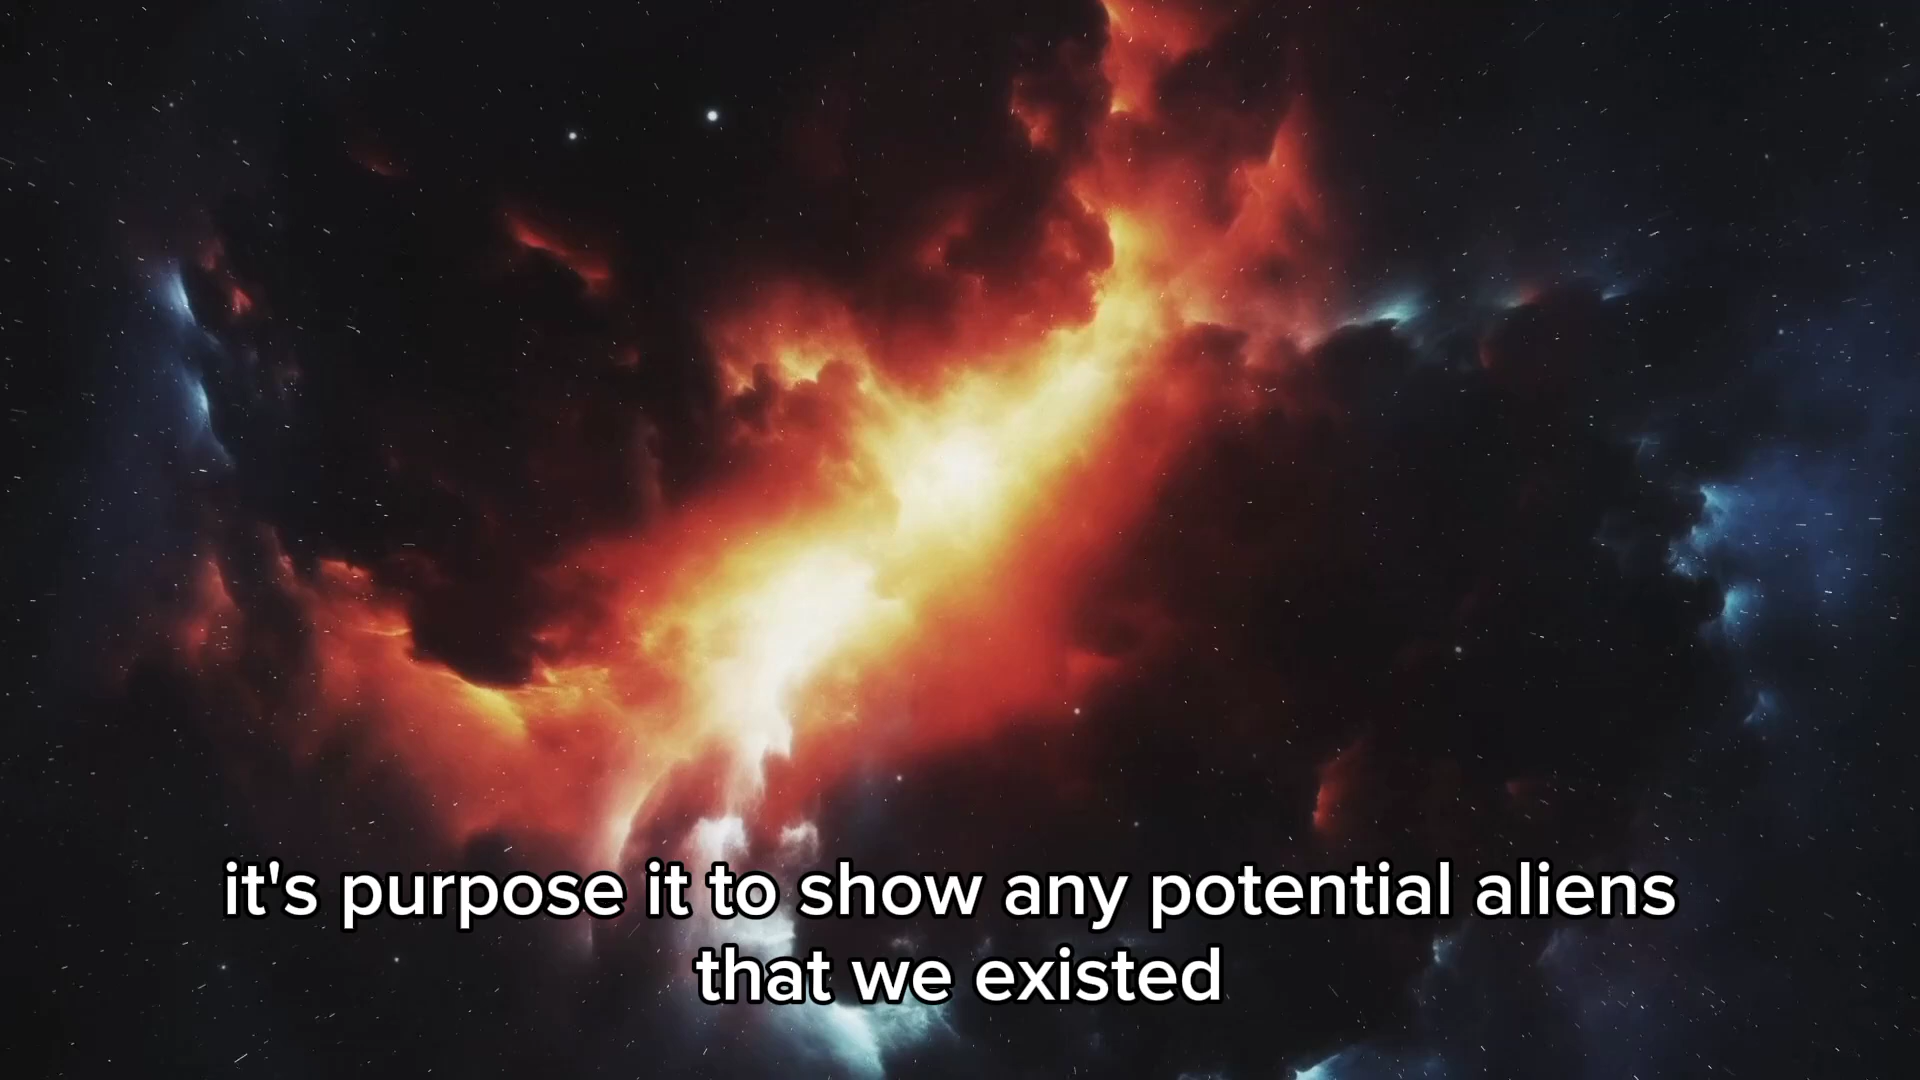 it's purpose it to show any potential aliens
that we existed